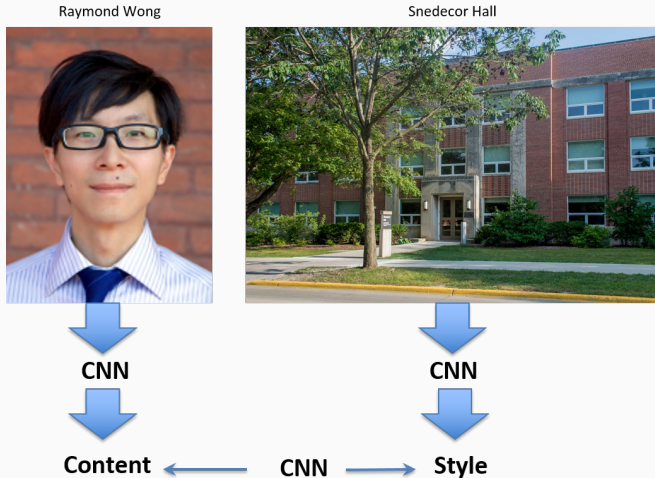 Raymond Wong
Snedecor Hall
CNN
CNN
Content
CNN
Style